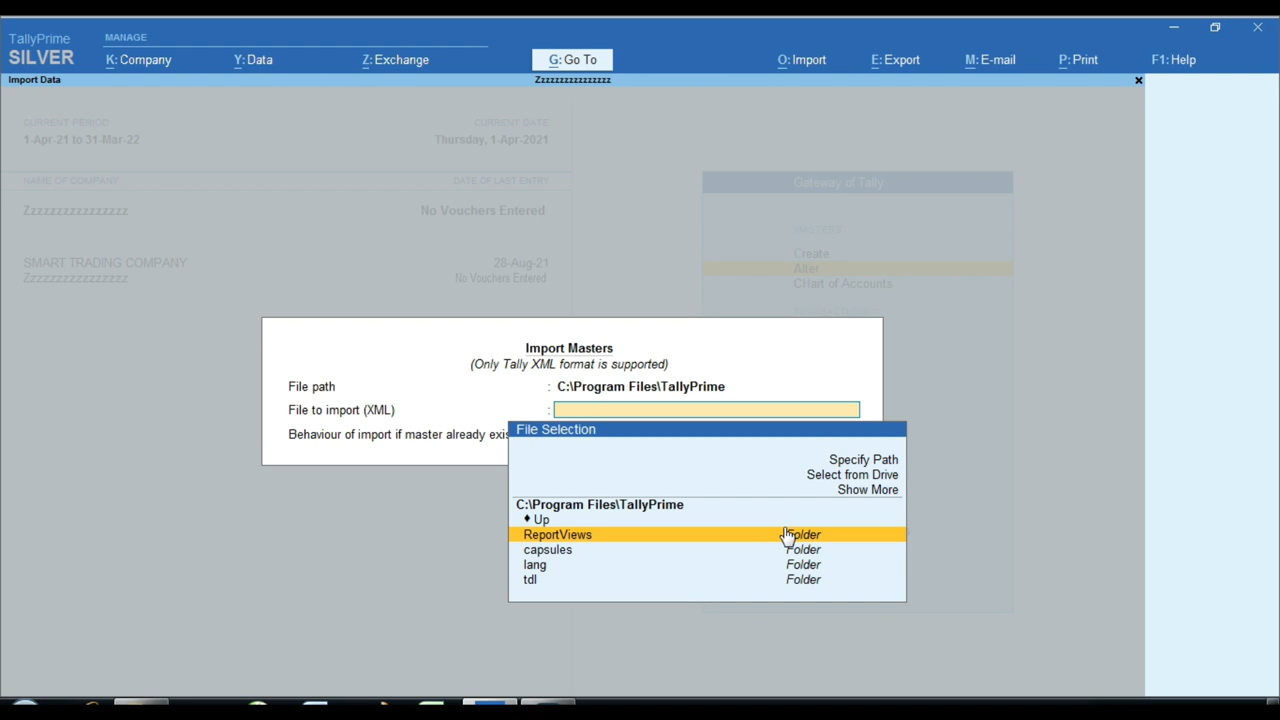 TallyPrime
SILVER
MANAGE
K: Company
Y: Data
Z: Exchange
G: Go To
O: Import
E: Export
M: E-mail
P: Print
F1: Help
Import Data
Zzzzzzzzzzzzzzz
CURRENT PERIOD
CURRENT DATE
1-Apr-21 to 31-Mar-22
Thursday, 1-Apr-2021
NAME OF COMPANY
DATE OF LAST ENTRY
Zzzzzzzzzzzzzzz
No Vouchers Entered
SMART TRADING COMPANY
28-Aug-21
Zzzzzzzzzzzzzzz
No Vouchers Entered
Gateway of Tally
MASTERS
Create
Alter
CHart of Accounts
Import Masters
(Only Tally XML format is supported)
File path : C:\Program Files\TallyPrime
File to import (XML) :
Behaviour of import if master already exis
File Selection
Specify Path
Select from Drive
Show More
C:\Program Files\TallyPrime
♦ Up
ReportViews Folder
capsules Folder
lang Folder
tdl Folder